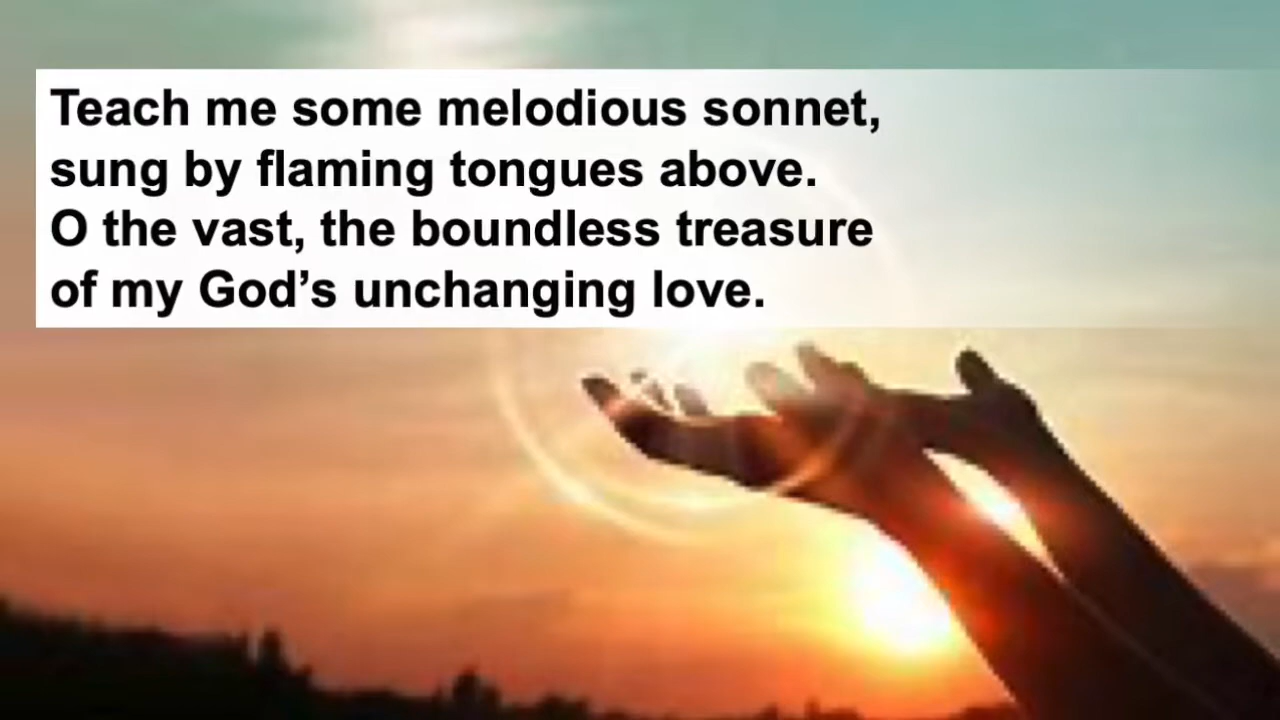 Teach me some melodious sonnet,
sung by flaming tongues above.
O the vast, the boundless treasure
of my God’s unchanging love.